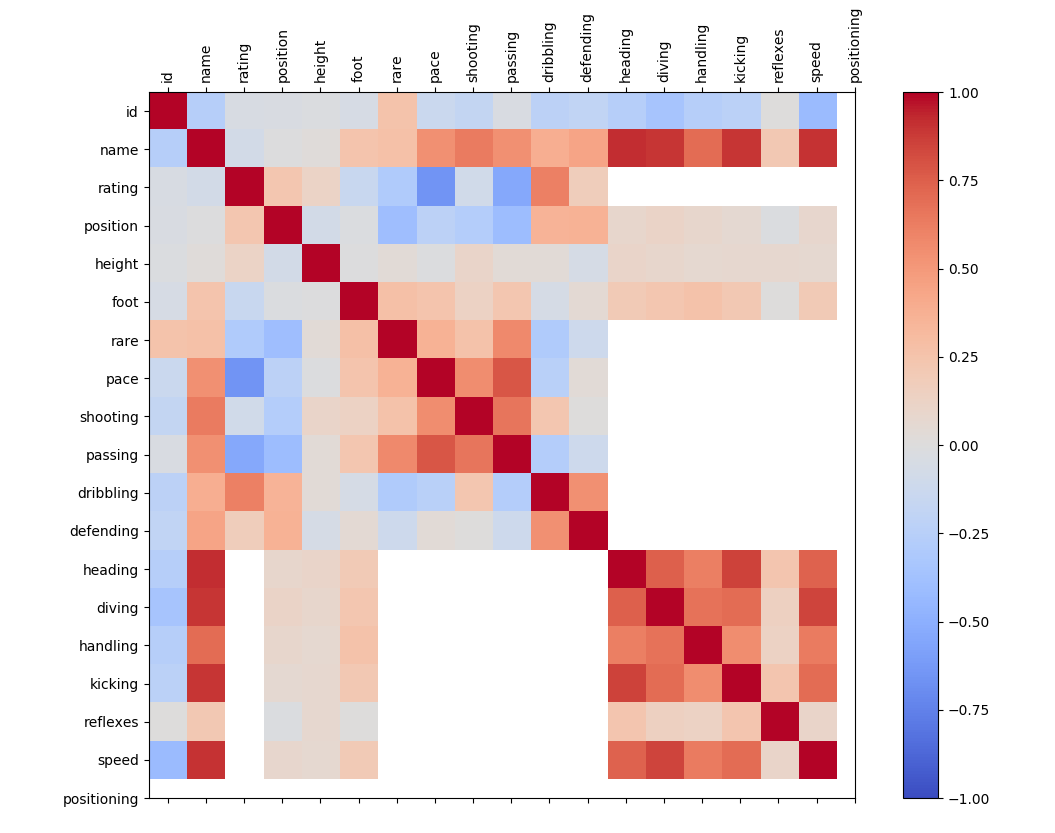 id
name
rating
position
height
foot
rare
pace
shooting
passing
dribbling
defending
heading
diving
handling
kicking
reflexes
speed
positioning
id
name
rating
position
height
foot
rare
pace
shooting
passing
dribbling
defending
heading
diving
handling
kicking
reflexes
speed
positioning
1.00
0.75
0.50
0.25
0.00
−0.25
−0.50
−0.75
−1.00